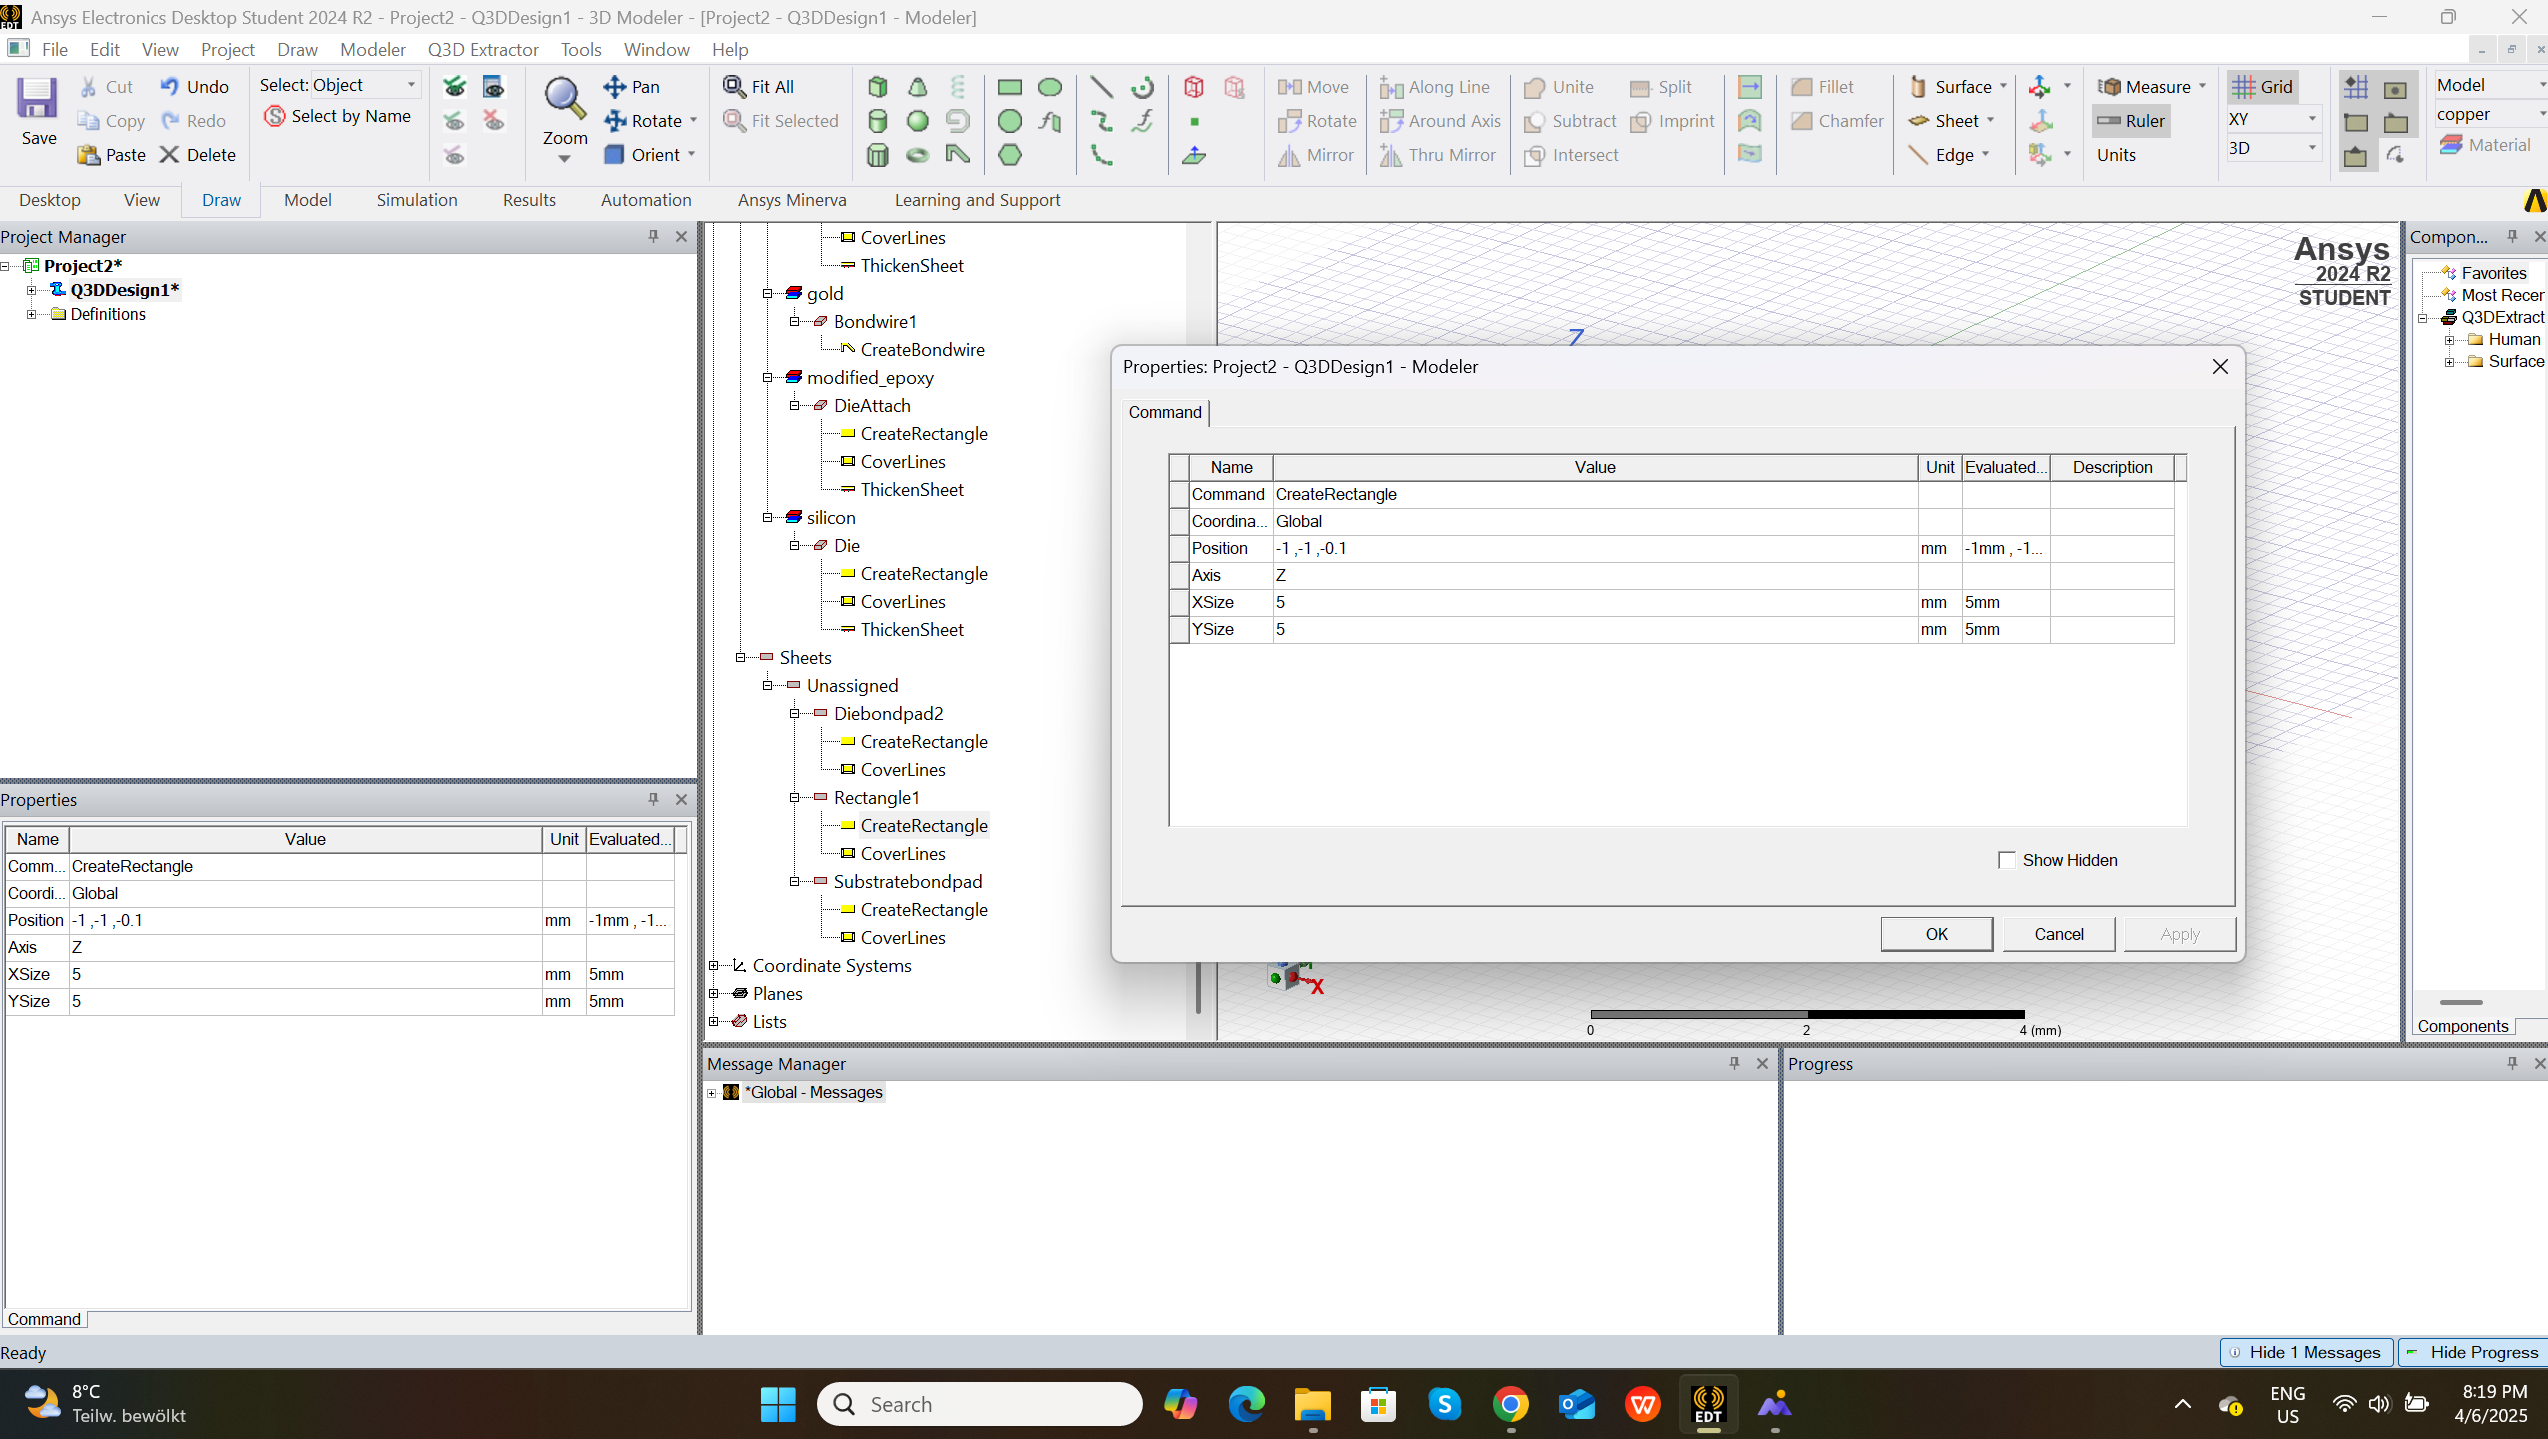 Ansys Electronics Desktop Student 2024 R2 - Project2 - Q3DDesign1 - 3D Modeler - [Project2 - Q3DDesign1 - Modeler]
File Edit View Project Draw Modeler Q3D Extractor Tools Window Help
Save
Cut
Copy
Paste
Undo
Redo
Delete
Select: Object
Select by Name
Zoom
Pan
Rotate
Orient
Fit All
Fit Selected
Move
Rotate
Mirror
Along Line
Around Axis
Thru Mirror
Unite
Subtract
Intersect
Split
Imprint
Fillet
Chamfer
Surface
Sheet
Edge
Measure
Ruler
Units
Grid
XY
3D
Model
copper
Material
Desktop View Draw Model Simulation Results Automation Ansys Minerva Learning and Support
Project Manager
Project2*
Q3DDesign1*
Definitions
CoverLines
ThickenSheet
gold
Bondwire1
CreateBondwire
modified_epoxy
DieAttach
CreateRectangle
CoverLines
ThickenSheet
silicon
Die
CreateRectangle
CoverLines
ThickenSheet
Sheets
Unassigned
Diebondpad2
CreateRectangle
CoverLines
Rectangle1
CreateRectangle
CoverLines
Substratebondpad
CreateRectangle
CoverLines
Coordinate Systems
Planes
Lists
Ansys
2024 R2
STUDENT
Z
Properties: Project2 - Q3DDesign1 - Modeler
Command
Name Value Unit Evaluated... Description
Command CreateRectangle
Coordina... Global
Position -1 ,-1 ,-0.1 mm -1mm , -1...
Axis Z
XSize 5 mm 5mm
YSize 5 mm 5mm
Show Hidden
OK Cancel Apply
X
0 2 4 (mm)
Compon...
Favorites
Most Recer
Q3DExtract
Human
Surface
Components
Properties
Name Value Unit Evaluated...
Comm... CreateRectangle
Coordi... Global
Position -1 ,-1 ,-0.1 mm -1mm , -1...
Axis Z
XSize 5 mm 5mm
YSize 5 mm 5mm
Command
Message Manager
*Global - Messages
Progress
Ready
Hide 1 Messages
Hide Progress
8°C
Teilw. bewölkt
Search
EDT
ENG
US
8:19 PM
4/6/2025